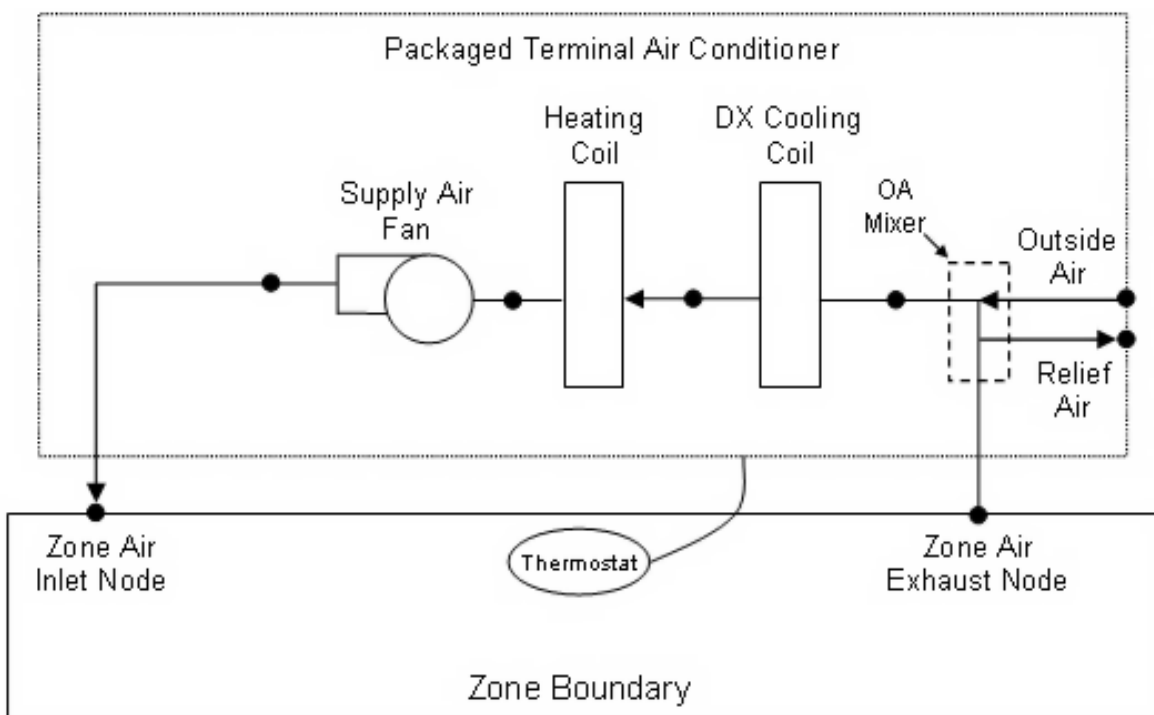 Packaged Terminal Air Conditioner
Heating
Coil
DX Cooling
Coil
Supply Air
Fan
OA
Mixer
Outside
Air
Relief
Air
Zone Air
Inlet Node
Thermostat
Zone Air
Exhaust Node
Zone Boundary